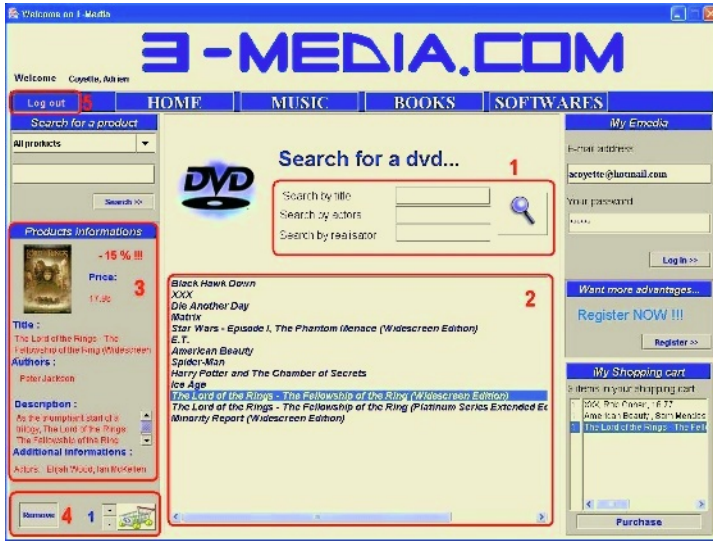 Welcome on E-Media
3-MEDIA.COM
Welcome Coyette, Adrien
Log out
5
HOME
MUSIC
BOOKS
SOFTWARES
Search for a product
All products
Search >>
Products Informations
- 15 % !!!
Price:
3
Title :
The Lord of the Rings - The
Fellowship of the Ring (Widescreen
Authors :
Peter Jackson
Description :
As the triumphant start of a
trilogy, The Lord of the Rings
The Fellowship of the Ring
Additional informations :
Actors : Elijah Wood, Ian McKellen
Remove
4
1
DVD
Search for a dvd...
1
Search by title
Search by actors
Search by realisator
2
Black Hawk Down
XXX
Die Another Day
Matrix
Star Wars - Episode I, The Phantom Menace (Widescreen Edition)
E.T.
American Beauty
Spider-Man
Harry Potter and The Chamber of Secrets
Ice Age
The Lord of the Rings - The Fellowship of the Ring (Widescreen Edition)
The Lord of the Rings - The Fellowship of the Ring (Platinum Series Extended Ed
Minority Report (Widescreen Edition)
My Emedia
E-mail address
acoyette@hotmail.com
Your password
Log in >>
Want more advantages...
Register NOW !!!
Register >>
My Shopping cart
items in your shopping cart
1 XXX, Rob Cohen,
American Beauty, Sam Mendes
1 The Lord of the Rings - The Fell
Purchase